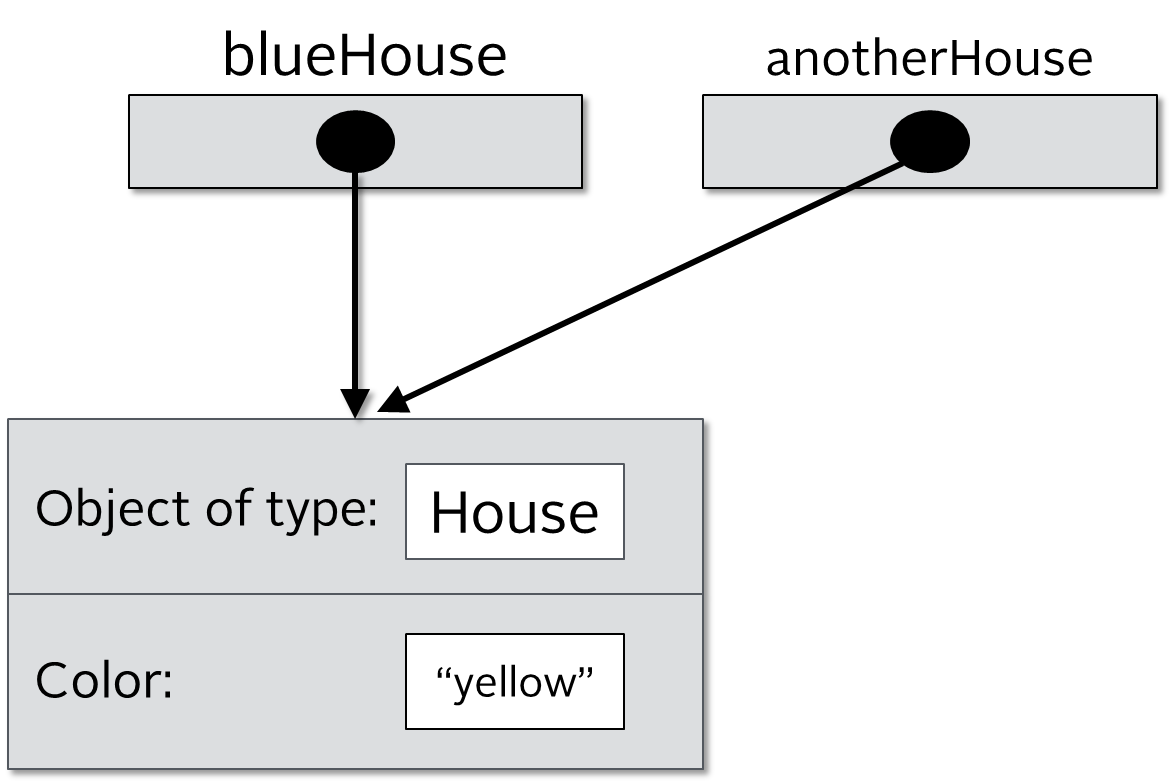 blueHouse
anotherHouse
Object of type: House
Color: “yellow”